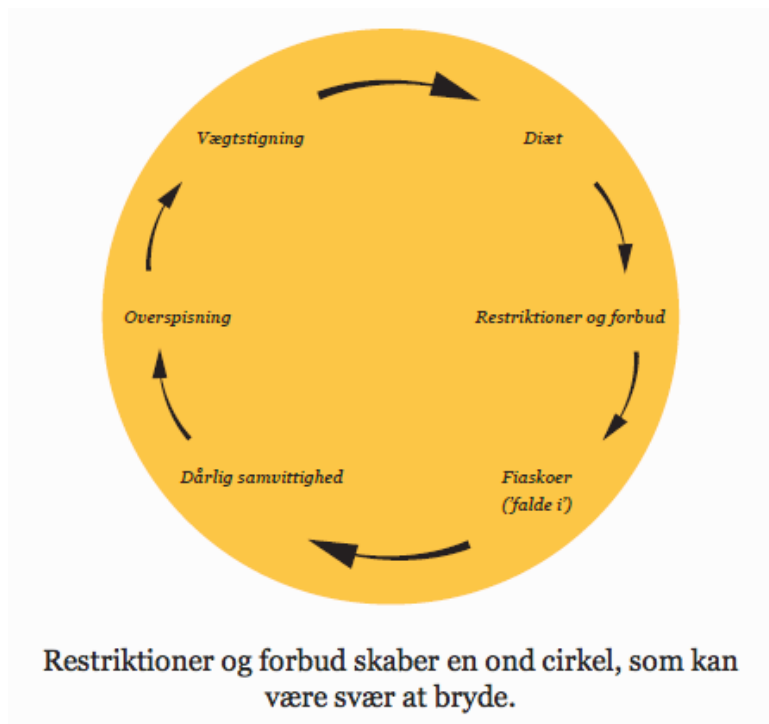 Vægtstigning
Diæt
Overspisning
Restriktioner og forbud
Dårlig samvittighed
Fiaskoer
('falde i')
Restriktioner og forbud skaber en ond cirkel, som kan
være svær at bryde.